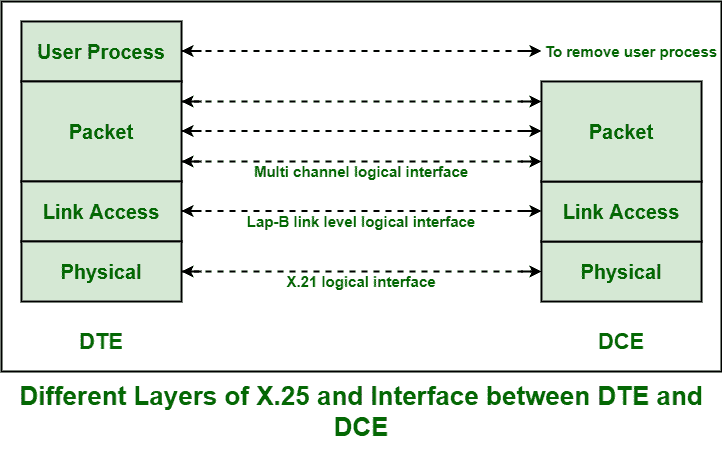 User Process
To remove user process
Packet
Packet
Multi channel logical interface
Link Access
Lap-B link level logical interface
Link Access
Physical
X.21 logical interface
Physical
DTE
DCE
Different Layers of X.25 and Interface between DTE and
DCE